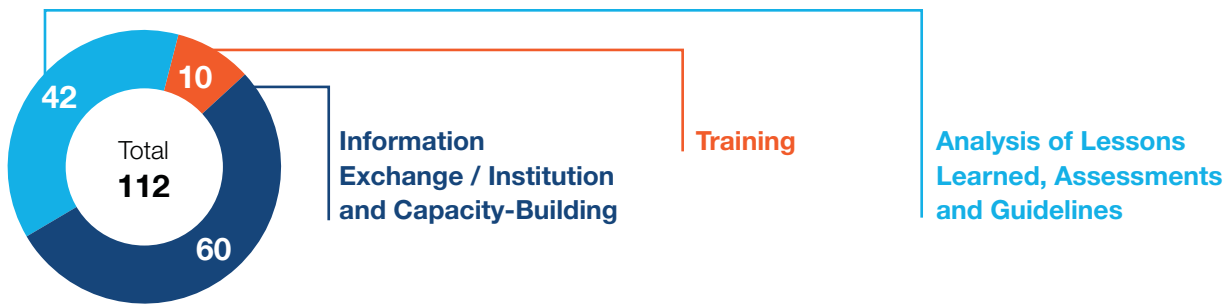 42
10
Total
112
60
Information
Exchange / Institution
and Capacity-Building
Training
Analysis of Lessons
Learned, Assessments
and Guidelines